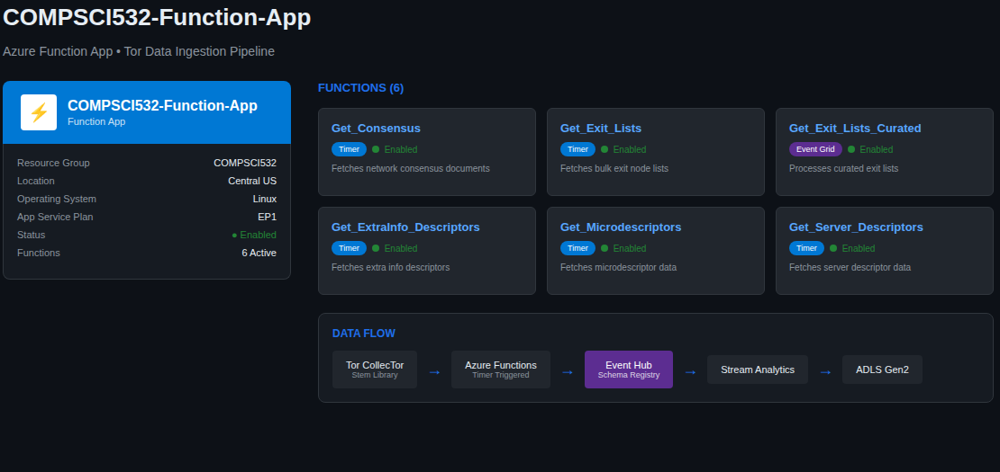 COMPSCI532-Function-App
Azure Function App • Tor Data Ingestion Pipeline
COMPSCI532-Function-App
Function App
Resource Group COMPSCI532
Location Central US
Operating System Linux
App Service Plan EP1
Status ● Enabled
Functions 6 Active
FUNCTIONS (6)
Get_Consensus
Timer Enabled
Fetches network consensus documents
Get_Exit_Lists
Timer Enabled
Fetches bulk exit node lists
Get_Exit_Lists_Curated
Event Grid Enabled
Processes curated exit lists
Get_ExtraInfo_Descriptors
Timer Enabled
Fetches extra info descriptors
Get_Microdescriptors
Timer Enabled
Fetches microdescriptor data
Get_Server_Descriptors
Timer Enabled
Fetches server descriptor data
DATA FLOW
Tor CollecTor
Stem Library
→
Azure Functions
Timer Triggered
→
Event Hub
Schema Registry
→
Stream Analytics
→
ADLS Gen2